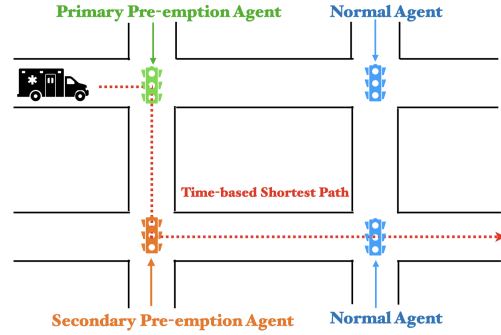 Primary Pre-emption Agent
Normal Agent
Time-based Shortest Path
Secondary Pre-emption Agent
Normal Agent